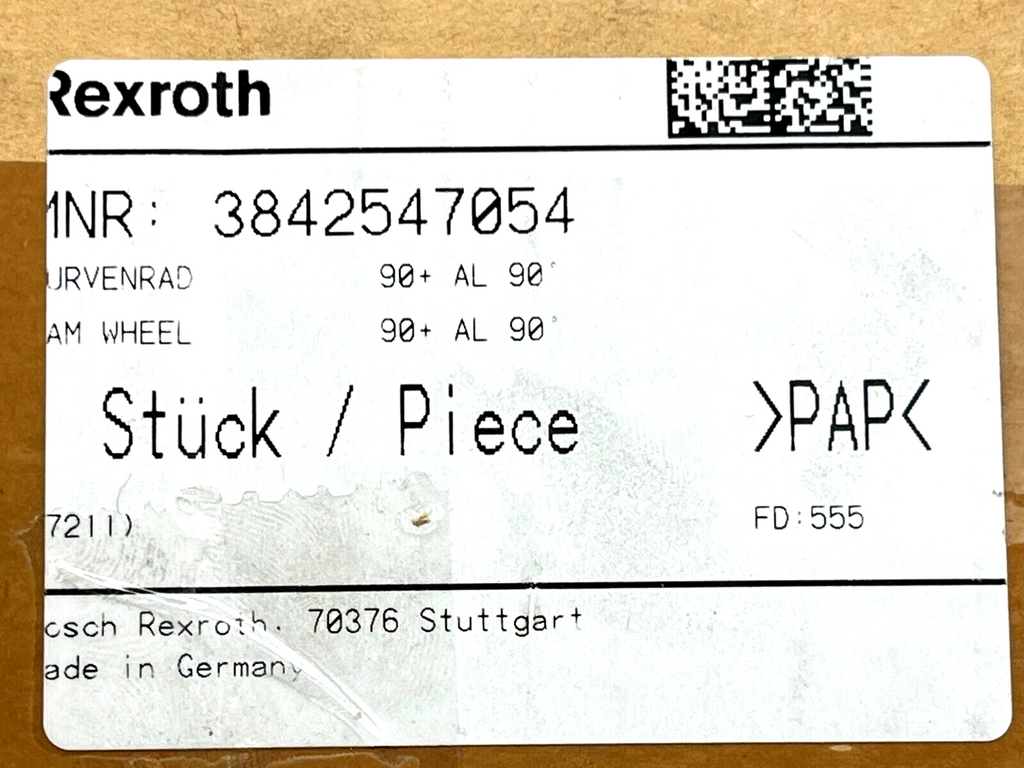 Rexroth
MNR: 3842547054
URVENRAD 90+ AL 90°
AM WHEEL 90+ AL 90°
Stück / Piece >PAP<
7211) FD:555
osch Rexroth. 70376 Stuttgart
ade in Germany